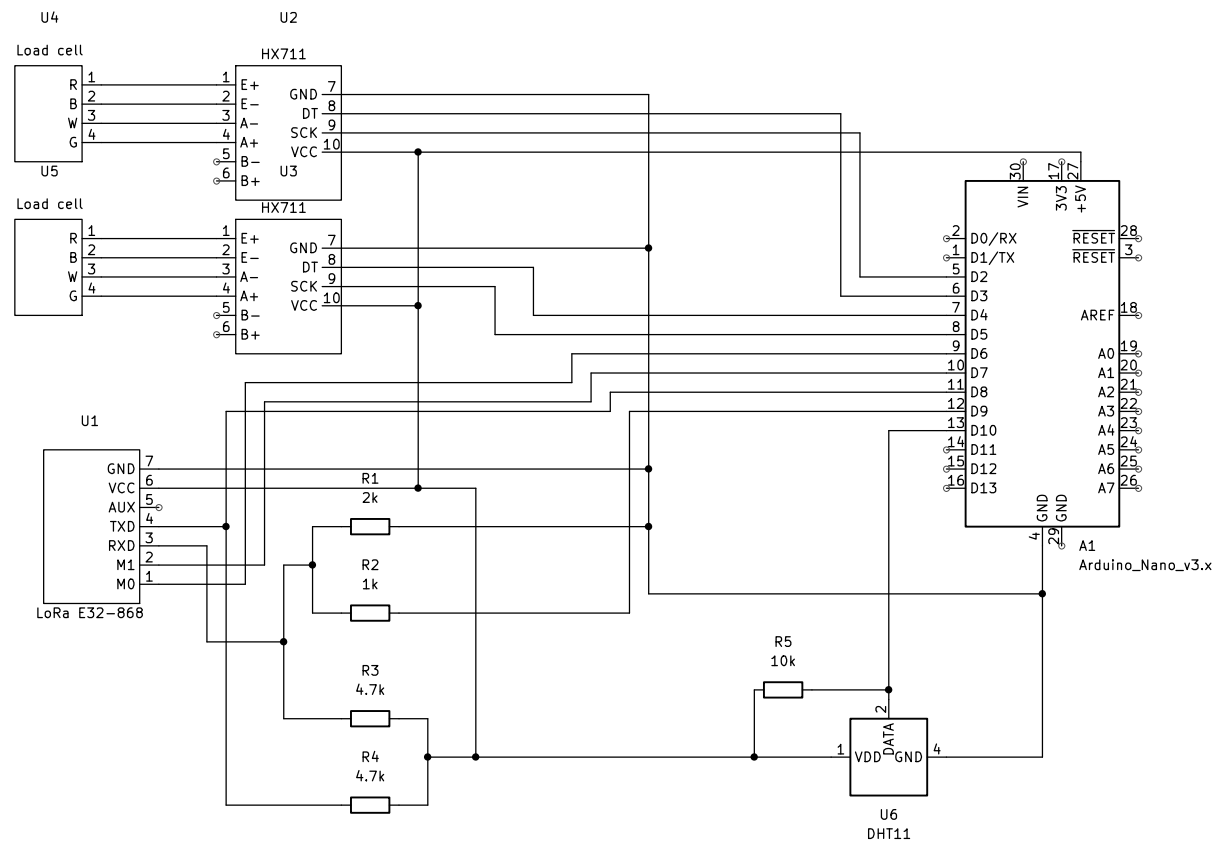 U4
U2
Load cell
HX711
R 1
B 2
W 3
G 4
1 E+
2 E-
3 A-
4 A+
5 B-
6 B+
GND 7
DT 8
SCK 9
VCC 10
U5
U3
Load cell
HX711
R 1
B 2
W 3
G 4
1 E+
2 E-
3 A-
4 A+
5 B-
6 B+
GND 7
DT 8
SCK 9
VCC 10
30 VIN
17 3V3
27 +5V
2 D0/RX
1 D1/TX
5 D2
6 D3
7 D4
8 D5
9 D6
10 D7
11 D8
12 D9
13 D10
14 D11
15 D12
16 D13
RESET 28
RESET 3
AREF 18
A0 19
A1 20
A2 21
A3 22
A4 23
A5 24
A6 25
A7 26
4 GND
29 GND
A1
Arduino_Nano_v3.x
U1
GND 7
VCC 6
AUX 5
TXD 4
RXD 3
M1 2
M0 1
LoRa E32-868
R1
2k
R2
1k
R3
4.7k
R4
4.7k
R5
10k
2 DATA
1 VDD
GND 4
U6
DHT11